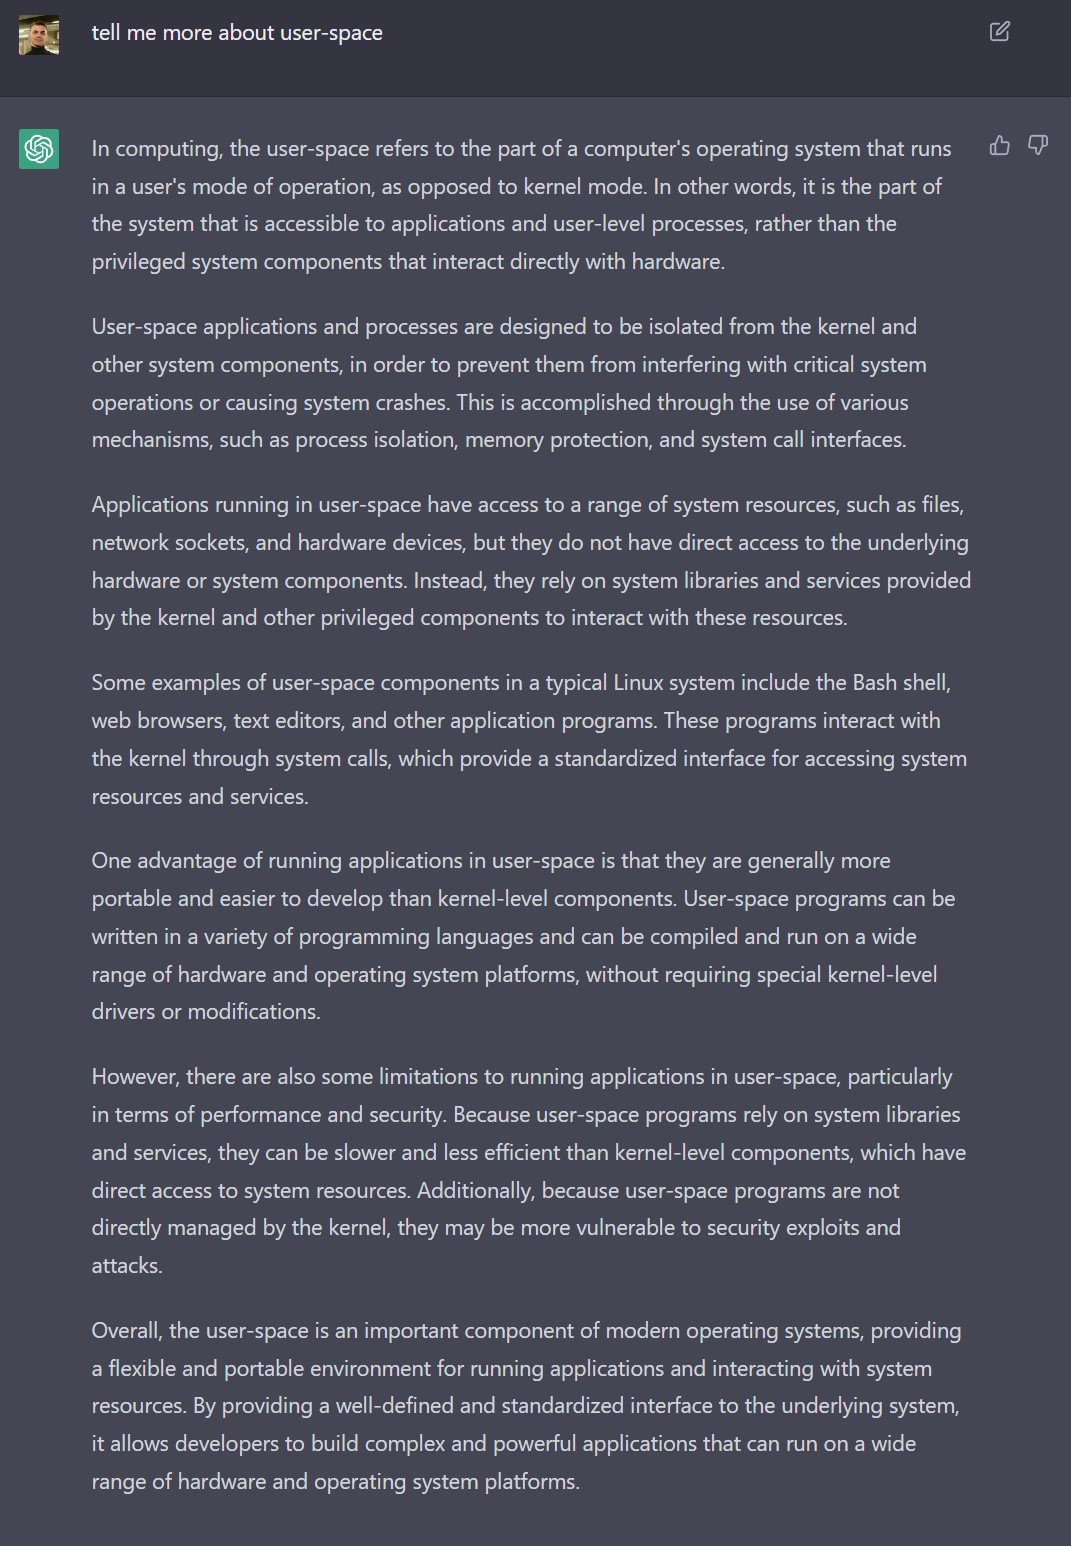 tell me more about user-space
In computing, the user-space refers to the part of a computer's operating system that runs
in a user's mode of operation, as opposed to kernel mode. In other words, it is the part of
the system that is accessible to applications and user-level processes, rather than the
privileged system components that interact directly with hardware.
User-space applications and processes are designed to be isolated from the kernel and
other system components, in order to prevent them from interfering with critical system
operations or causing system crashes. This is accomplished through the use of various
mechanisms, such as process isolation, memory protection, and system call interfaces.
Applications running in user-space have access to a range of system resources, such as files,
network sockets, and hardware devices, but they do not have direct access to the underlying
hardware or system components. Instead, they rely on system libraries and services provided
by the kernel and other privileged components to interact with these resources.
Some examples of user-space components in a typical Linux system include the Bash shell,
web browsers, text editors, and other application programs. These programs interact with
the kernel through system calls, which provide a standardized interface for accessing system
resources and services.
One advantage of running applications in user-space is that they are generally more
portable and easier to develop than kernel-level components. User-space programs can be
written in a variety of programming languages and can be compiled and run on a wide
range of hardware and operating system platforms, without requiring special kernel-level
drivers or modifications.
However, there are also some limitations to running applications in user-space, particularly
in terms of performance and security. Because user-space programs rely on system libraries
and services, they can be slower and less efficient than kernel-level components, which have
direct access to system resources. Additionally, because user-space programs are not
directly managed by the kernel, they may be more vulnerable to security exploits and
attacks.
Overall, the user-space is an important component of modern operating systems, providing
a flexible and portable environment for running applications and interacting with system
resources. By providing a well-defined and standardized interface to the underlying system,
it allows developers to build complex and powerful applications that can run on a wide
range of hardware and operating system platforms.